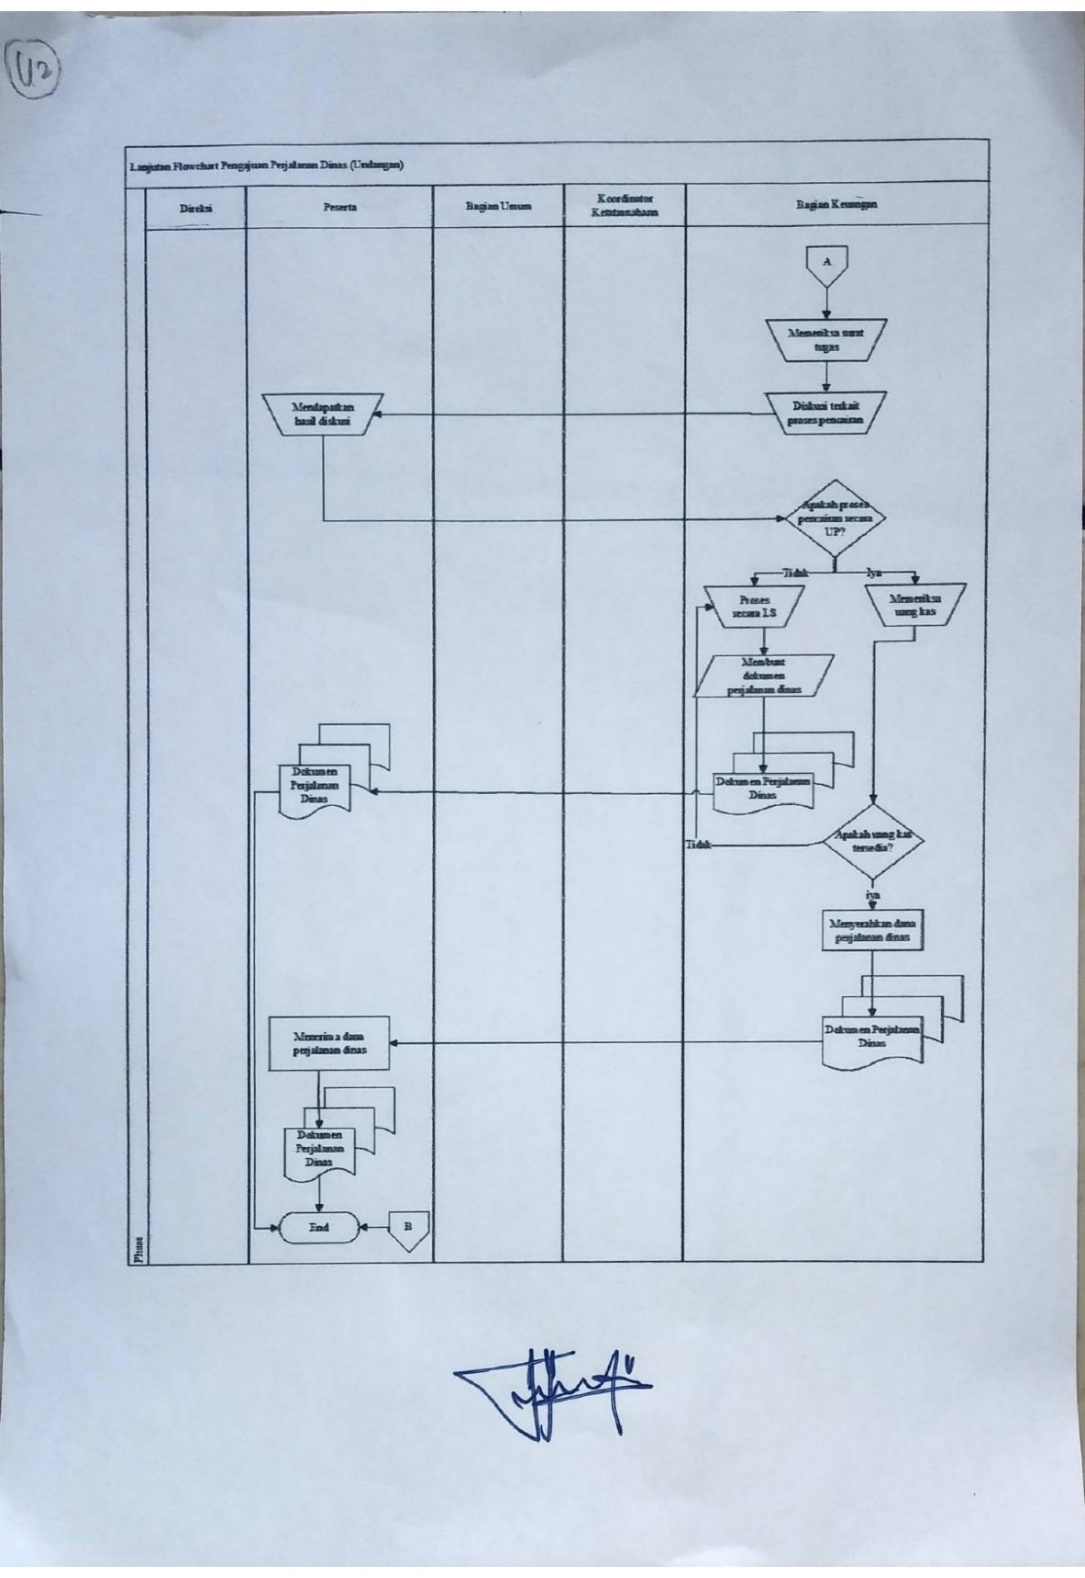 U2
Lanjutan Flowchart Pengajuan Perjalanan Dinas (Undangan)
Direksi
Peserta
Bagian Umum
Koordinator
Ketatausahaan
Bagian Keuangan
A
Memeriksa surat
tugas
Mendapatkan
hasil diskusi
Diskusi terkait
proses pencairan
Apakah proses
pencairan secara
UP?
Tidak
Iya
Proses
secara LS
Memeriksa
uang kas
Membuat
dokumen
perjalanan dinas
Dokumen
Perjalanan
Dinas
Dokumen Perjalanan
Dinas
Apakah uang kas
tersedia?
Tidak
iya
Menyerahkan dana
perjalanan dinas
Menerima dana
perjalanan dinas
Dokumen Perjalanan
Dinas
Dokumen
Perjalanan
Dinas
End
B
Phase